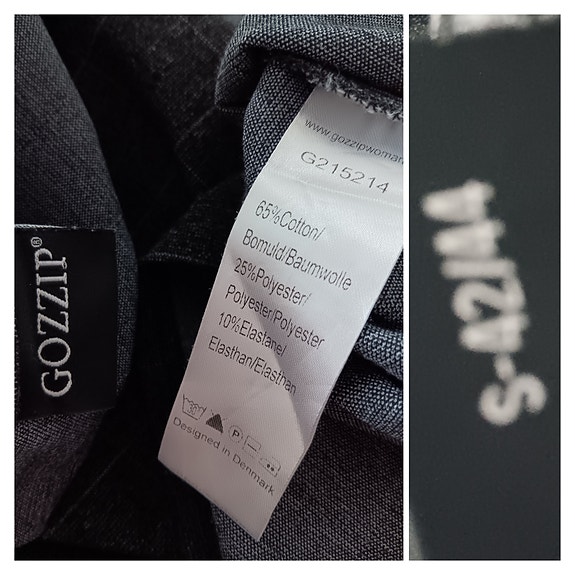 GOZZIP®
www.gozzipwoman
G215214
65%Cotton/
Bomuld/Baumwolle
25%Polyester/
Polyester/Polyester
10%Elastane/
Elasthan/Elasthan
30°
P
Designed in Denmark
S-42/44